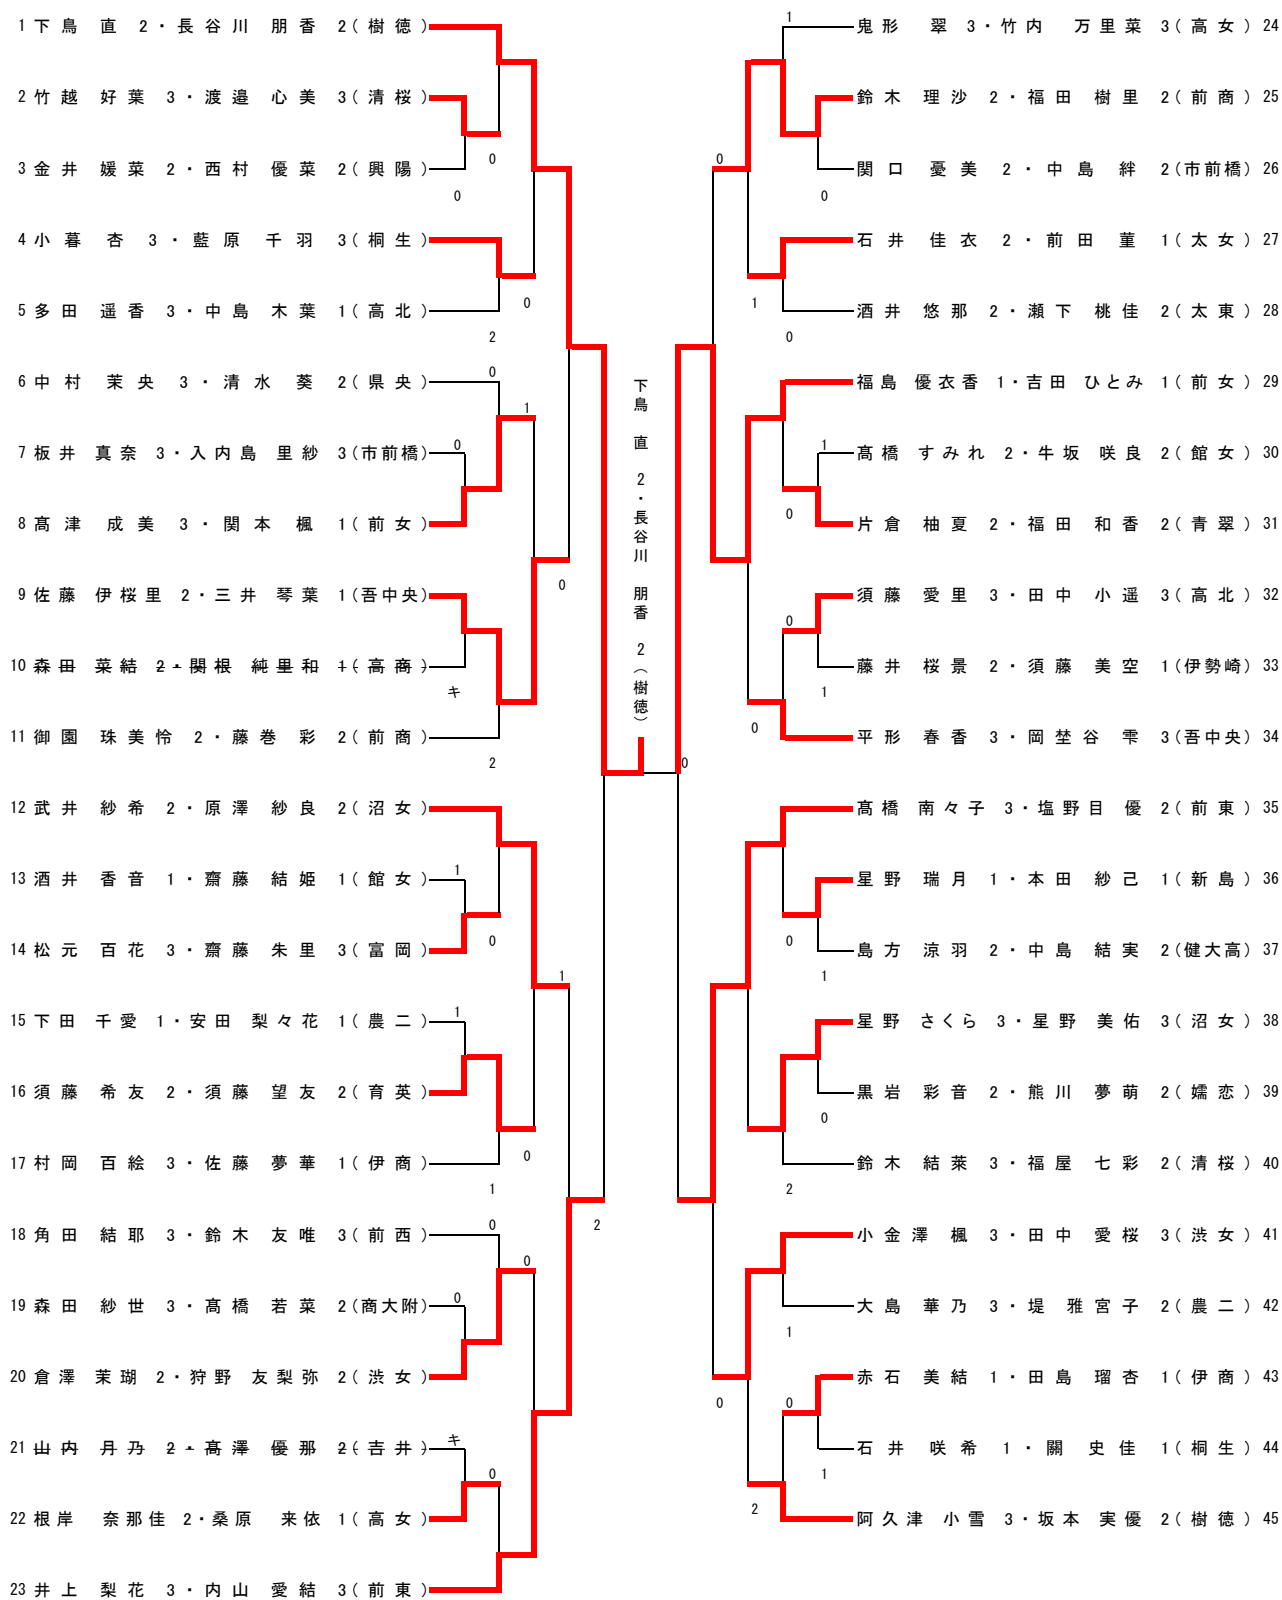 1 下鳥 直 2・長谷川 朋香 2(樹徳)
2 竹越 好葉 3・渡邉 心美 3(清桜)
0
3 金井 媛菜 2・西村 優菜 2(興陽)
0
4 小暮 杏 3・藍原 千羽 3(桐生)
0
5 多田 遥香 3・中島 木葉 1(高北)
2
0
6 中村 茉央 3・清水 葵 2(県央)
1
0
7 板井 真奈 3・入内島 里紗 3(市前橋)
8 髙津 成美 3・関本 楓 1(前女)
0
9 佐藤 伊桜里 2・三井 琴葉 1(吾中央)
10 森田 菜結 2・関根 純里和 1(高商)
キ
11 御園 珠美怜 2・藤巻 彩 2(前商)
2
12 武井 紗希 2・原澤 紗良 2(沼女)
1
13 酒井 香音 1・齋藤 結姫 1(館女)
0
14 松元 百花 3・齋藤 朱里 3(富岡)
1
1
15 下田 千愛 1・安田 梨々花 1(農二)
16 須藤 希友 2・須藤 望友 2(育英)
0
17 村岡 百絵 3・佐藤 夢華 1(伊商)
1
0
2
18 角田 結耶 3・鈴木 友唯 3(前西)
0
0
19 森田 紗世 3・髙橋 若菜 2(商大附)
20 倉澤 茉瑚 2・狩野 友梨弥 2(渋女)
キ
21 山内 月乃 2・髙澤 優那 2(吉井)
0
22 根岸 奈那佳 2・桑原 来依 1(高女)
23 井上 梨花 3・内山 愛結 3(前東)
下鳥 直 2・長谷川 朋香 2(樹徳)
0
1
鬼形 翠 3・竹内 万里菜 3(高女) 24
鈴木 理沙 2・福田 樹里 2(前商) 25
0
関口 憂美 2・中島 絆 2(市前橋) 26
0
石井 佳衣 2・前田 菫 1(太女) 27
1
酒井 悠那 2・瀬下 桃佳 2(太東) 28
0
福島 優衣香 1・吉田 ひとみ 1(前女) 29
1
髙橋 すみれ 2・牛坂 咲良 2(館女) 30
0
片倉 柚夏 2・福田 和香 2(青翠) 31
須藤 愛里 3・田中 小遥 3(高北) 32
0
藤井 桜景 2・須藤 美空 1(伊勢崎) 33
1
0
平形 春香 3・岡埜谷 雫 3(吾中央) 34
髙橋 南々子 3・塩野目 優 2(前東) 35
星野 瑞月 1・本田 紗己 1(新島) 36
0
島方 涼羽 2・中島 結実 2(健大高) 37
1
星野 さくら 3・星野 美佑 3(沼女) 38
黒岩 彩音 2・熊川 夢萌 2(嬬恋) 39
0
鈴木 結莱 3・福屋 七彩 2(清桜) 40
2
小金澤 楓 3・田中 愛桜 3(渋女) 41
大島 華乃 3・堤 雅宮子 2(農二) 42
1
赤石 美結 1・田島 瑠杏 1(伊商) 43
0
0
石井 咲希 1・關 史佳 1(桐生) 44
1
2
阿久津 小雪 3・坂本 実優 2(樹徳) 45